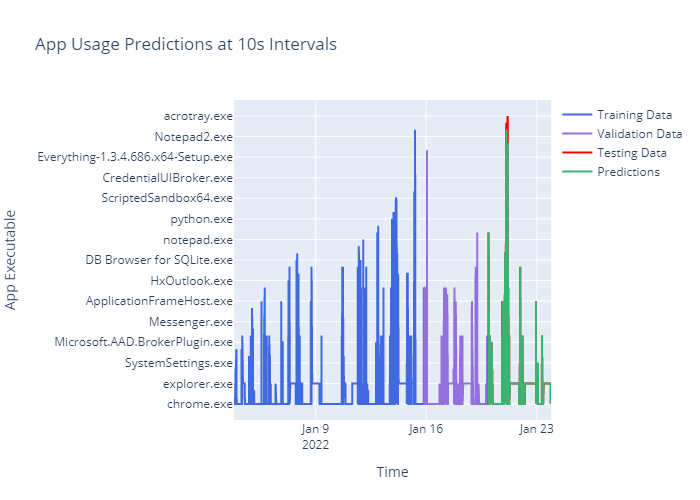 App Usage Predictions at 10s Intervals
acrotray.exe
Notepad2.exe
Everything-1.3.4.686.x64-Setup.exe
CredentialUIBroker.exe
ScriptedSandbox64.exe
python.exe
notepad.exe
DB Browser for SQLite.exe
HxOutlook.exe
ApplicationFrameHost.exe
Messenger.exe
Microsoft.AAD.BrokerPlugin.exe
SystemSettings.exe
explorer.exe
chrome.exe
App Executable
Jan 9
2022
Jan 16
Jan 23
Time
Training Data
Validation Data
Testing Data
Predictions